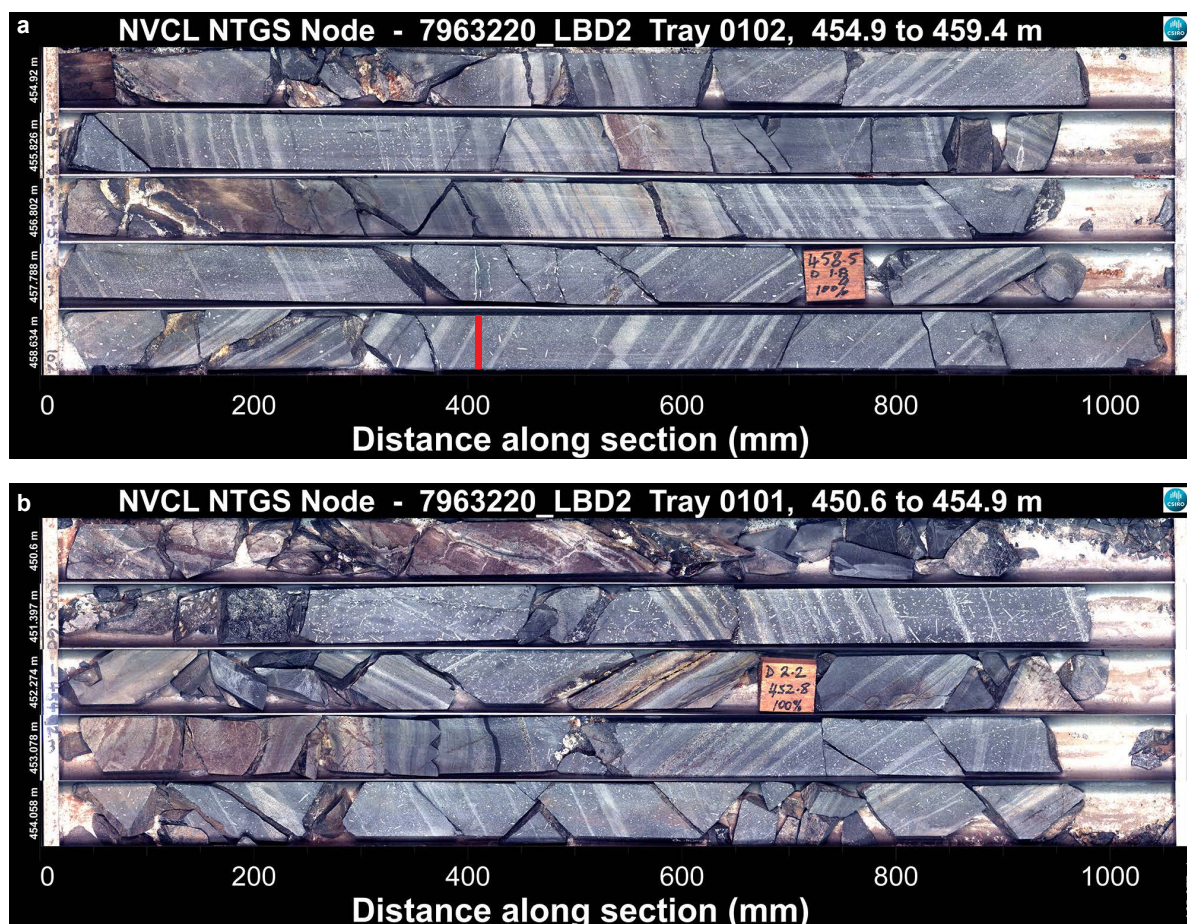 a
NVCL NTGS Node - 7963220_LBD2 Tray 0102, 454.9 to 459.4 m
CSIRO
454.92 m
455.826 m
456.802 m
457.788 m
458.5
D 1.8
100%
458.634 m
0 200 400 600 800 1000
Distance along section (mm)
b
NVCL NTGS Node - 7963220_LBD2 Tray 0101, 450.6 to 454.9 m
CSIRO
450.6 m
451.397 m
452.274 m
D 2.2
452.8
100%
453.078 m
454.058 m
0 200 400 600 800 1000
Distance along section (mm)